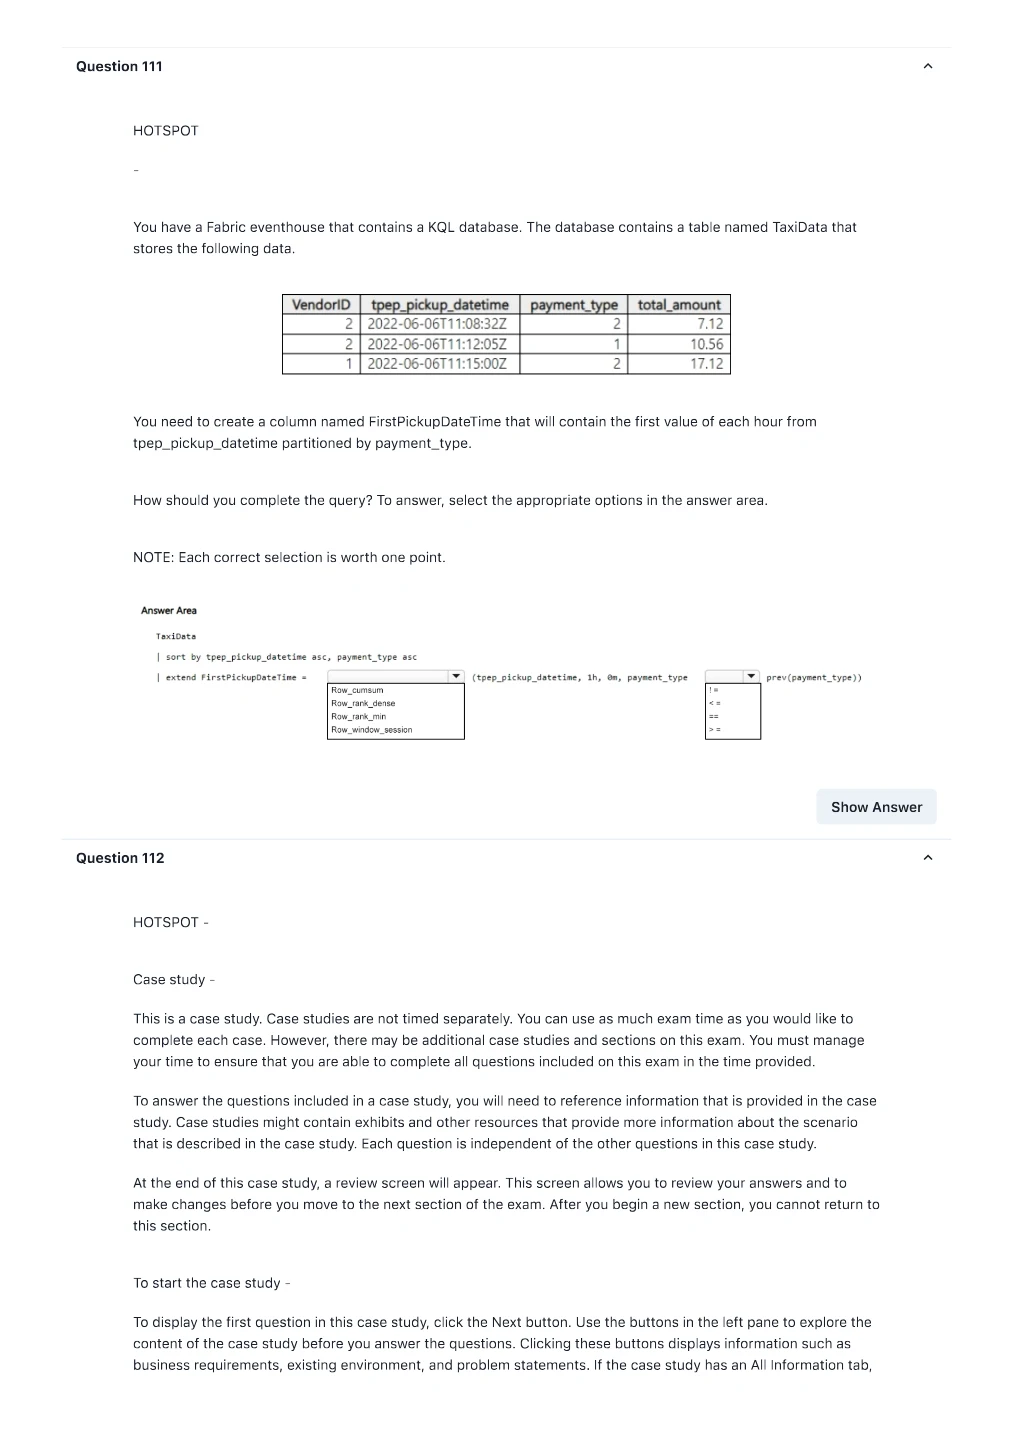 Question 111
HOTSPOT
-
You have a Fabric eventhouse that contains a KQL database. The database contains a table named TaxiData that
stores the following data.
VendorID tpep_pickup_datetime payment_type total_amount
2 2022-06-06T11:08:32Z 2 7.12
2 2022-06-06T11:12:05Z 1 10.56
1 2022-06-06T11:15:00Z 2 17.12
You need to create a column named FirstPickupDateTime that will contain the first value of each hour from
tpep_pickup_datetime partitioned by payment_type.
How should you complete the query? To answer, select the appropriate options in the answer area.
NOTE: Each correct selection is worth one point.
Answer Area
TaxiData
| sort by tpep_pickup_datetime asc, payment_type asc
| extend FirstPickupDateTime = (tpep_pickup_datetime, 1h, 0m, payment_type prev(payment_type))
Row_cumsum !=
Row_rank_dense <=
Row_rank_min ==
Row_window_session >=
Show Answer
Question 112
HOTSPOT -
Case study -
This is a case study. Case studies are not timed separately. You can use as much exam time as you would like to
complete each case. However, there may be additional case studies and sections on this exam. You must manage
your time to ensure that you are able to complete all questions included on this exam in the time provided.
To answer the questions included in a case study, you will need to reference information that is provided in the case
study. Case studies might contain exhibits and other resources that provide more information about the scenario
that is described in the case study. Each question is independent of the other questions in this case study.
At the end of this case study, a review screen will appear. This screen allows you to review your answers and to
make changes before you move to the next section of the exam. After you begin a new section, you cannot return to
this section.
To start the case study -
To display the first question in this case study, click the Next button. Use the buttons in the left pane to explore the
content of the case study before you answer the questions. Clicking these buttons displays information such as
business requirements, existing environment, and problem statements. If the case study has an All Information tab,